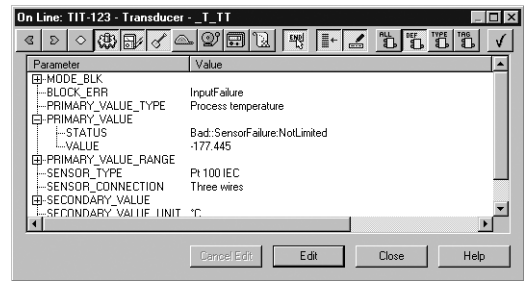 On Line: TIT-123 - Transducer - _T_TT
END ALL DEF TYPE TAG
Parameter Value
MODE_BLK
BLOCK_ERR InputFailure
PRIMARY_VALUE_TYPE Process temperature
PRIMARY_VALUE
STATUS Bad::SensorFailure:NotLimited
VALUE -177.445
PRIMARY_VALUE_RANGE
SENSOR_TYPE Pt 100 IEC
SENSOR_CONNECTION Three wires
SECONDARY_VALUE
SECONDARY_VALUE_UNIT °C
Cancel Edit Edit Close Help